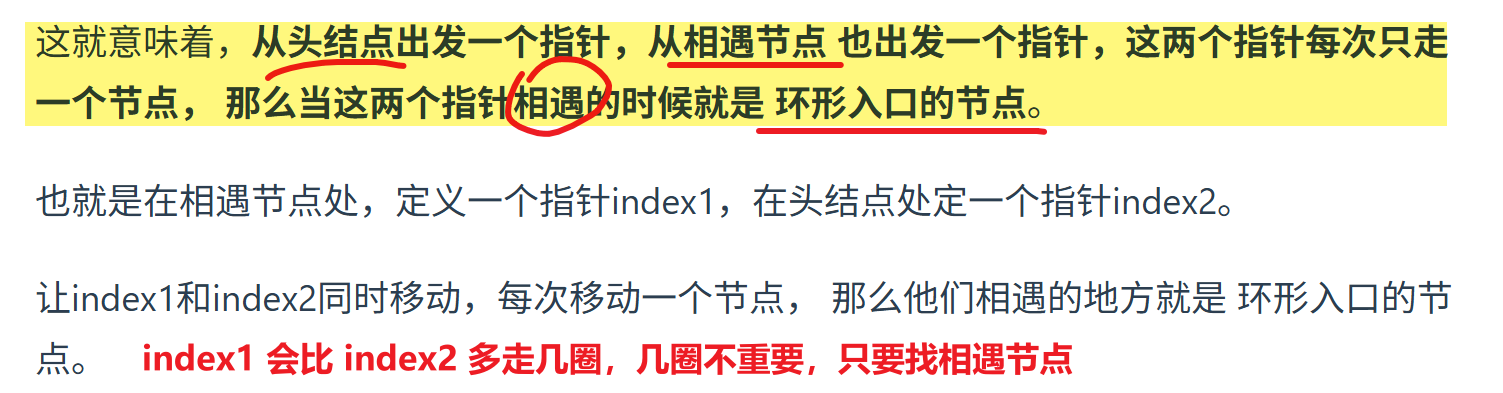 这就意味着，从头结点出发一个指针，从相遇节点 也出发一个指针，这两个指针每次只走
一个节点， 那么当这两个指针相遇的时候就是 环形入口的节点。
也就是在相遇节点处，定义一个指针index1，在头结点处定一个指针index2。
让index1和index2同时移动，每次移动一个节点， 那么他们相遇的地方就是 环形入口的节
点。 index1 会比 index2 多走几圈，几圈不重要，只要找相遇节点